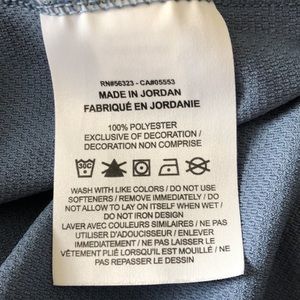 RN#56323 - CA#05553
MADE IN JORDAN
FABRIQUÉ EN JORDANIE
100% POLYESTER
EXCLUSIVE OF DECORATION /
DECORATION NON COMPRISE
WASH WITH LIKE COLORS / DO NOT USE
SOFTENERS / REMOVE IMMEDIATELY / DO
NOT ALLOW TO LAY ON ITSELF WHEN WET /
DO NOT IRON DESIGN
LAVER AVEC COULEURS SIMILAIRES / NE PAS
UTILISER D'ADOUCISSEUR/ENLEVER
IMMEDIATEMENT / NE PAS LAISSER LE
VÊTEMENT PLIÉ LORSQU'IL EST MOUILLÉ / NE
PAS REPASSER LE DESSIN